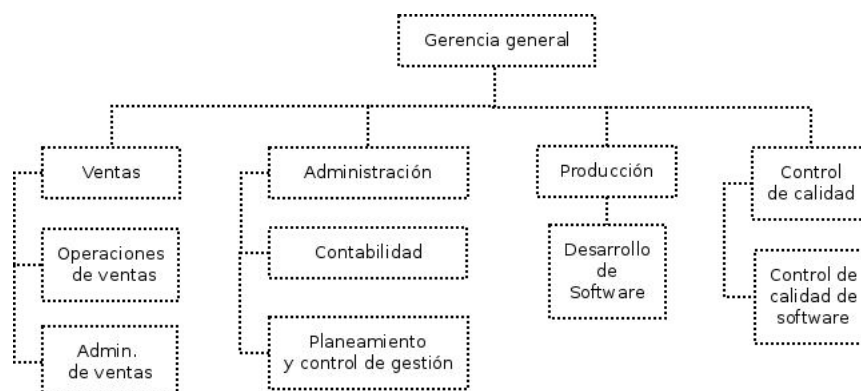 Gerencia general
Ventas
Administración
Producción
Control
de calidad
Operaciones
de ventas
Contabilidad
Desarrollo
de
Software
Control de
calidad de
software
Admin.
de ventas
Planeamiento
y control de gestión